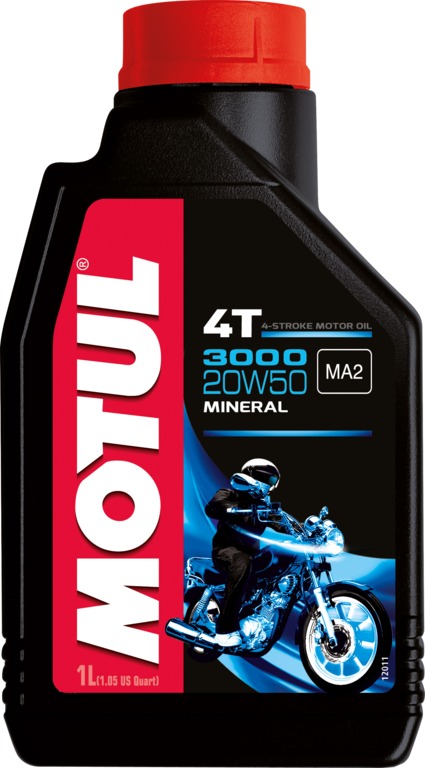 MOTUL®
4T 4-STROKE MOTOR OIL
3000
20W50
MA2
MINERAL
1L(1.05 US Quart)
12011